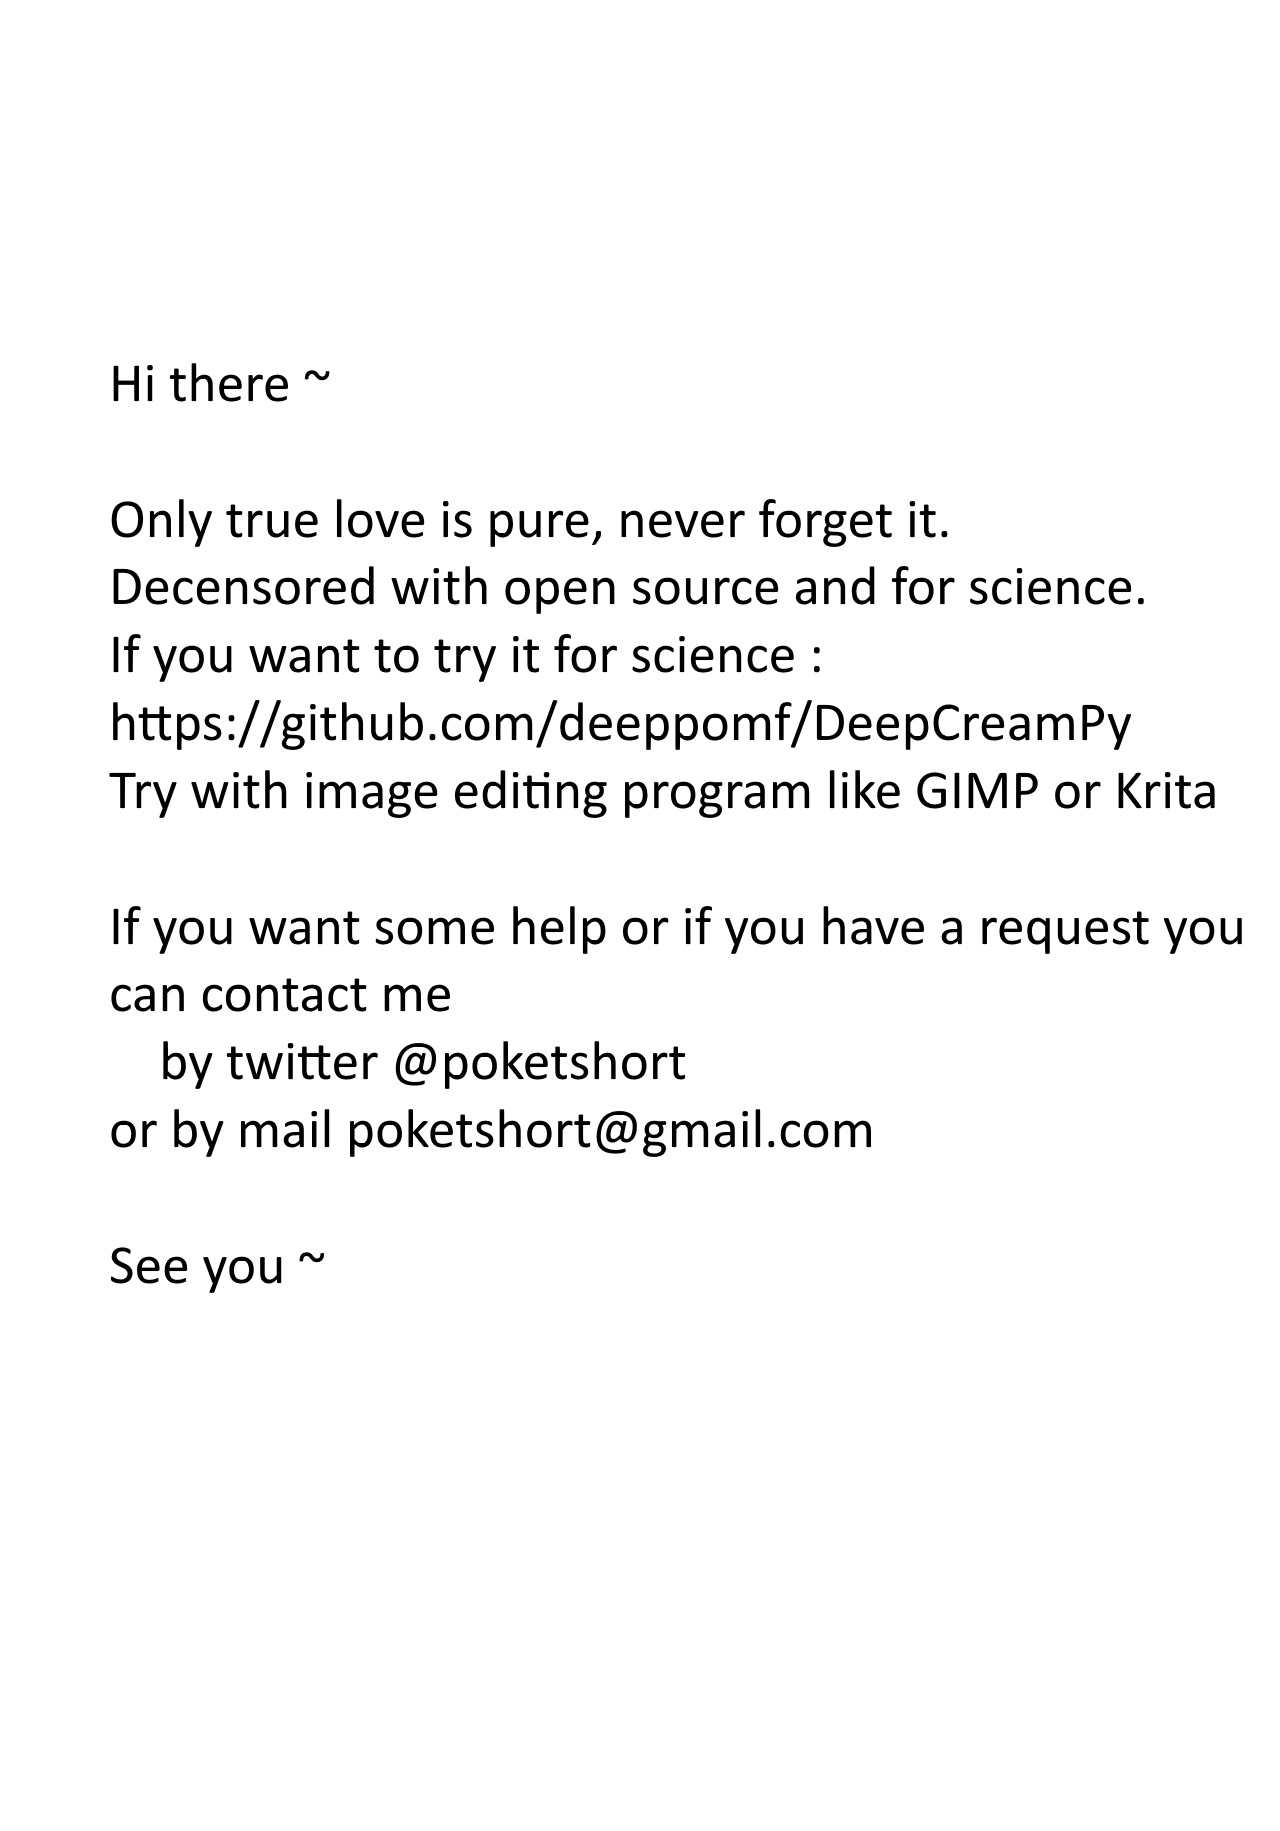 Hi there ~
Only true love is pure, never forget it.
Decensored with open source and for science.
If you want to try it for science :
https://github.com/deeppomf/DeepCreamPy
Try with image editing program like GIMP or Krita
If you want some help or if you have a request you
can contact me
by twitter @poketshort
or by mail poketshort@gmail.com
See you ~